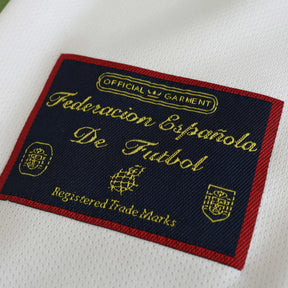 OFFICIAL GARMENT
Federacion Española
De Futbol
Registered Trade Marks